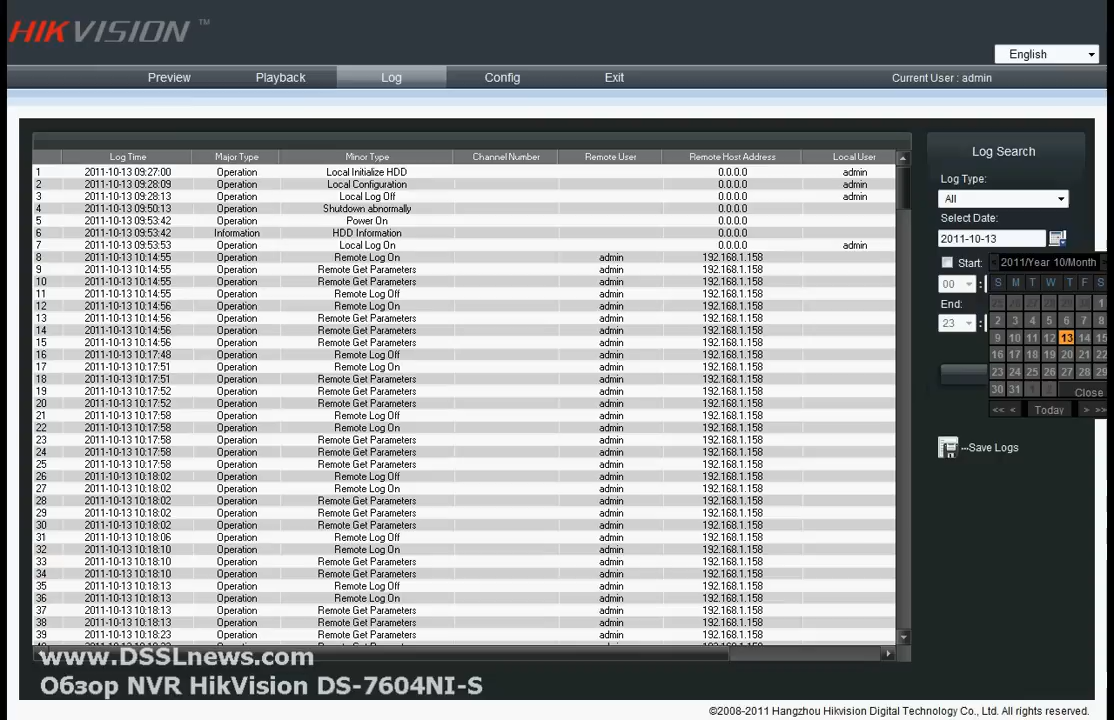 HIKVISION ™
English
Preview Playback Log Config Exit Current User : admin
Log Time Major Type Minor Type Channel Number Remote User Remote Host Address Local User
1 2011-10-13 09:27:00 Operation Local Initialize HDD 0.0.0.0 admin
2 2011-10-13 09:28:09 Operation Local Configuration 0.0.0.0 admin
3 2011-10-13 09:28:13 Operation Local Log Off 0.0.0.0 admin
4 2011-10-13 09:50:13 Operation Shutdown abnormally 0.0.0.0
5 2011-10-13 09:53:42 Operation Power On 0.0.0.0
6 2011-10-13 09:53:42 Information HDD Information 0.0.0.0
7 2011-10-13 09:53:53 Operation Local Log On 0.0.0.0 admin
8 2011-10-13 10:14:55 Operation Remote Log On admin 192.168.1.158
9 2011-10-13 10:14:55 Operation Remote Get Parameters admin 192.168.1.158
10 2011-10-13 10:14:55 Operation Remote Get Parameters admin 192.168.1.158
11 2011-10-13 10:14:55 Operation Remote Log Off admin 192.168.1.158
12 2011-10-13 10:14:56 Operation Remote Log On admin 192.168.1.158
13 2011-10-13 10:14:56 Operation Remote Get Parameters admin 192.168.1.158
14 2011-10-13 10:14:56 Operation Remote Get Parameters admin 192.168.1.158
15 2011-10-13 10:14:56 Operation Remote Get Parameters admin 192.168.1.158
16 2011-10-13 10:17:48 Operation Remote Log Off admin 192.168.1.158
17 2011-10-13 10:17:51 Operation Remote Log On admin 192.168.1.158
18 2011-10-13 10:17:51 Operation Remote Get Parameters admin 192.168.1.158
19 2011-10-13 10:17:52 Operation Remote Get Parameters admin 192.168.1.158
20 2011-10-13 10:17:52 Operation Remote Get Parameters admin 192.168.1.158
21 2011-10-13 10:17:58 Operation Remote Log Off admin 192.168.1.158
22 2011-10-13 10:17:58 Operation Remote Log On admin 192.168.1.158
23 2011-10-13 10:17:58 Operation Remote Get Parameters admin 192.168.1.158
24 2011-10-13 10:17:58 Operation Remote Get Parameters admin 192.168.1.158
25 2011-10-13 10:17:58 Operation Remote Get Parameters admin 192.168.1.158
26 2011-10-13 10:18:02 Operation Remote Log Off admin 192.168.1.158
27 2011-10-13 10:18:02 Operation Remote Log On admin 192.168.1.158
28 2011-10-13 10:18:02 Operation Remote Get Parameters admin 192.168.1.158
29 2011-10-13 10:18:02 Operation Remote Get Parameters admin 192.168.1.158
30 2011-10-13 10:18:02 Operation Remote Get Parameters admin 192.168.1.158
31 2011-10-13 10:18:06 Operation Remote Log Off admin 192.168.1.158
32 2011-10-13 10:18:10 Operation Remote Log On admin 192.168.1.158
33 2011-10-13 10:18:10 Operation Remote Get Parameters admin 192.168.1.158
34 2011-10-13 10:18:10 Operation Remote Get Parameters admin 192.168.1.158
35 2011-10-13 10:18:13 Operation Remote Log Off admin 192.168.1.158
36 2011-10-13 10:18:13 Operation Remote Log On admin 192.168.1.158
37 2011-10-13 10:18:13 Operation Remote Get Parameters admin 192.168.1.158
38 2011-10-13 10:18:13 Operation Remote Get Parameters admin 192.168.1.158
39 2011-10-13 10:18:23 Operation Remote Get Parameters admin 192.168.1.158
Log Search
Log Type:
All
Select Date:
2011-10-13
Start:
00 :
End:
23 :
2011/Year 10/Month
S M T W T F S
1
2 3 4 5 6 7 8
9 10 11 12 13 14 15
16 17 18 19 20 21 22
23 24 25 26 27 28 29
30 31 Close
<< < Today > >>
...Save Logs
www.DSSLnews.com
Обзор NVR HikVision DS-7604NI-S
©2008-2011 Hangzhou Hikvision Digital Technology Co., Ltd. All rights reserved.